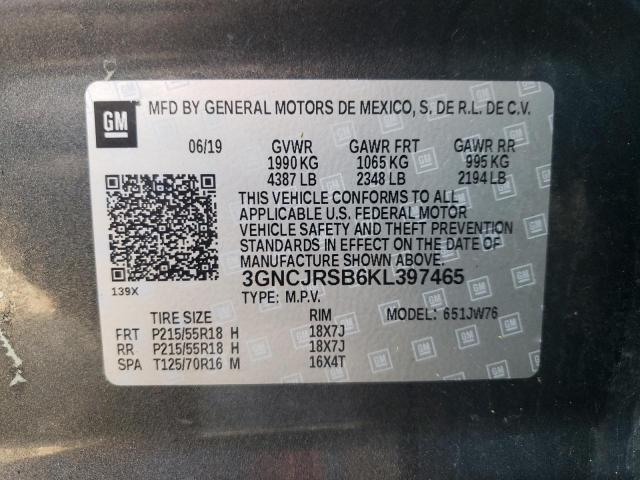 GM
MFD BY GENERAL MOTORS DE MEXICO, S. DE R.L. DE C.V.
06/19 GVWR GAWR FRT GAWR RR
1990 KG 1065 KG 995 KG
4387 LB 2348 LB 2194 LB
THIS VEHICLE CONFORMS TO ALL
APPLICABLE U.S. FEDERAL MOTOR
VEHICLE SAFETY AND THEFT PREVENTION
STANDARDS IN EFFECT ON THE DATE OF
MANUFACTURE SHOWN ABOVE.
139X
3GNCJRSB6KL397465
TYPE: M.P.V.
TIRE SIZE RIM MODEL: 651JW76
FRT P215/55R18 H 18X7J
RR P215/55R18 H 18X7J
SPA T125/70R16 M 16X4T